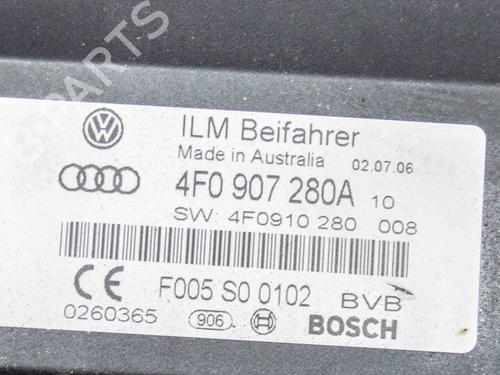 ILM Beifahrer
Made in Australia 02.07.06
4F0 907 280A 10
SW: 4F0910 280 008
F005 S0 0102 BVB
0260365 906 BOSCH
PARTS